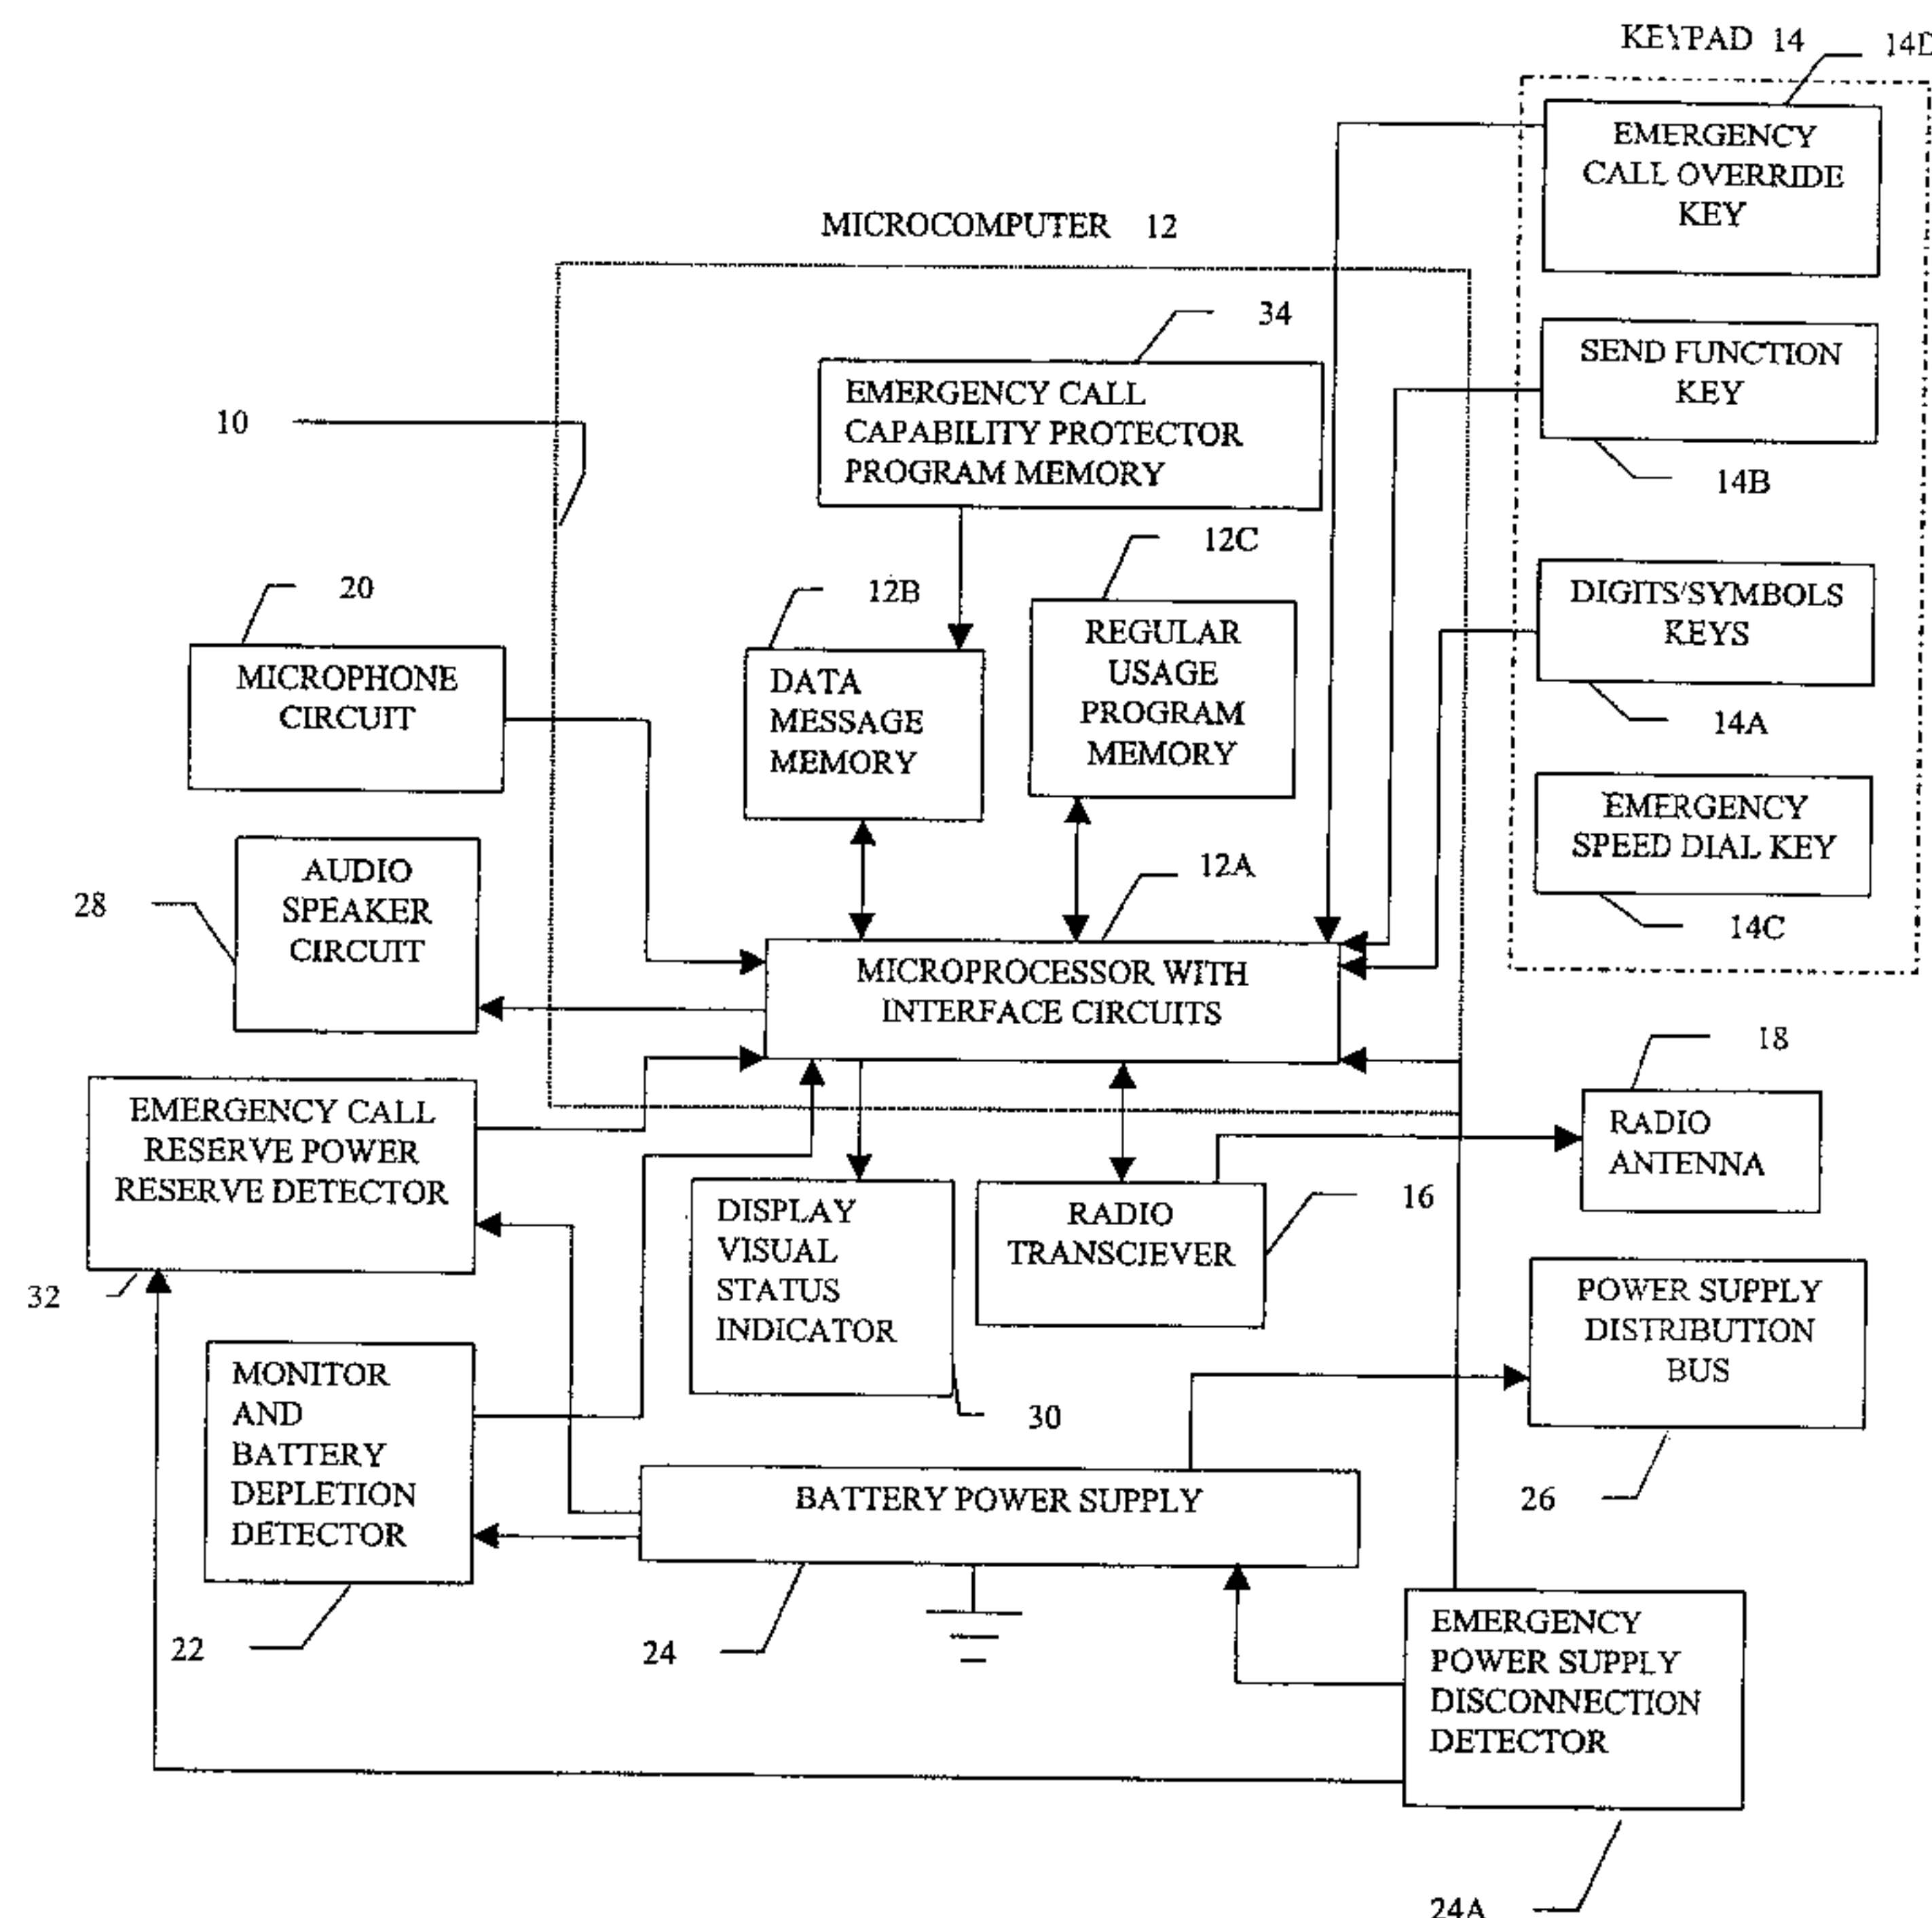 KEYPAD 14
14D
EMERGENCY
CALL OVERRIDE
KEY
MICROCOMPUTER 12
34
SEND FUNCTION
KEY
EMERGENCY CALL
CAPABILITY PROTECTOR
PROGRAM MEMORY
10
14B
12C
20
12B
DIGITS/SYMBOLS
KEYS
REGULAR
USAGE
PROGRAM
MEMORY
MICROPHONE
CIRCUIT
DATA
MESSAGE
MEMORY
14A
EMERGENCY
SPEED DIAL KEY
12A
AUDIO
SPEAKER
CIRCUIT
28
14C
MICROPROCESSOR WITH
INTERFACE CIRCUITS
18
EMERGENCY CALL
RESERVE POWER
RESERVE DETECTOR
RADIO
ANTENNA
32
DISPLAY
VISUAL
STATUS
INDICATOR
RADIO
TRANSCIEVER
16
POWER SUPPLY
DISTRIBUTION
BUS
MONITOR
AND
BATTERY
DEPLETION
DETECTOR
30
26
BATTERY POWER SUPPLY
22
24
EMERGENCY
POWER SUPPLY
DISCONNECTION
DETECTOR
24A